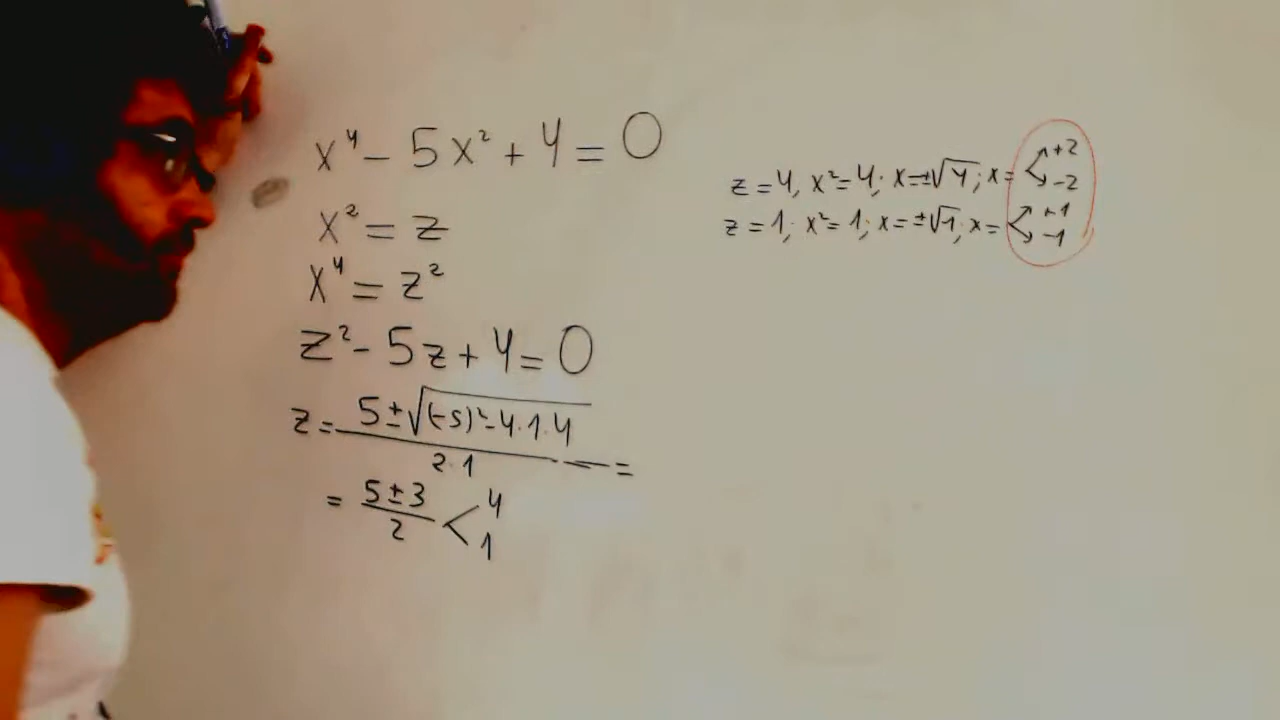 x⁴ - 5x² + 4 = 0
x² = z
x⁴ = z²
z² - 5z + 4 = 0
z = 5 ± √(-5)² - 4·1·4 / 2·1 =
= 5 ± 3 / 2 < 4 1
z = 4, x² = 4; x = ±√4; x = < +2 -2
z = 1; x² = 1; x = ±√1; x = < +1 -1